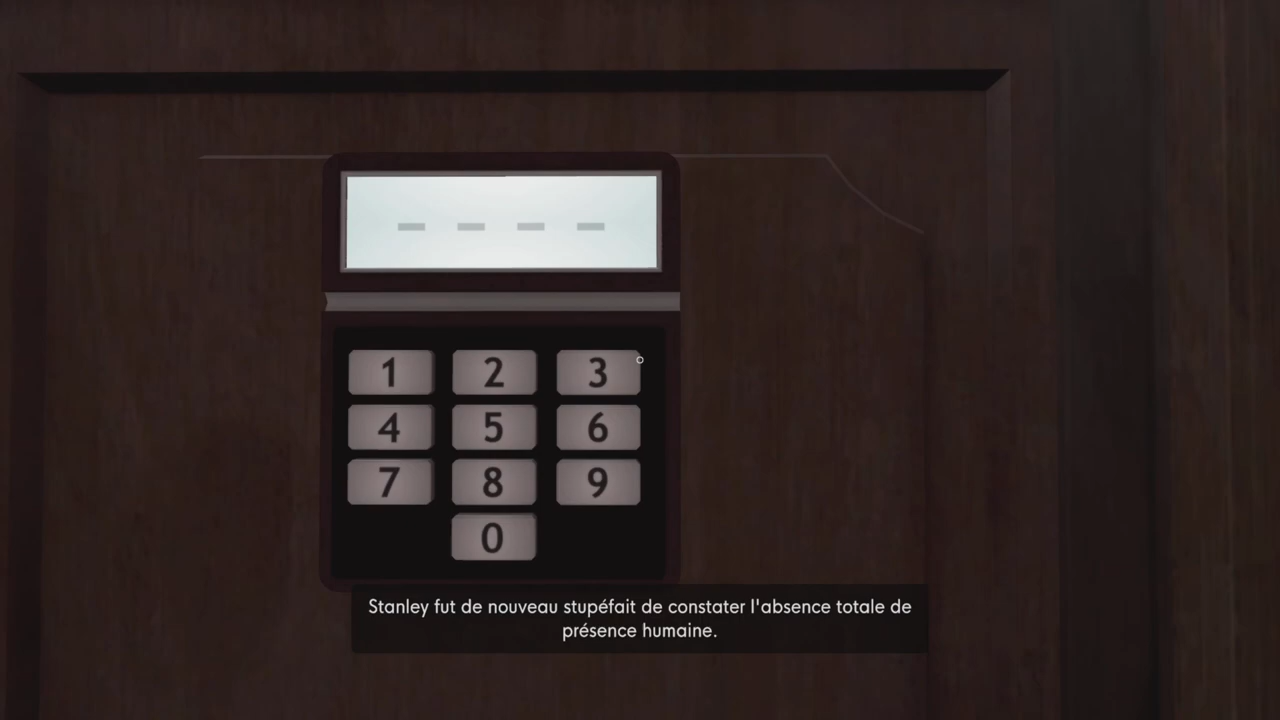 - - - -
1 2 3
4 5 6
7 8 9
0
Stanley fut de nouveau stupéfait de constater l'absence totale de
présence humaine.